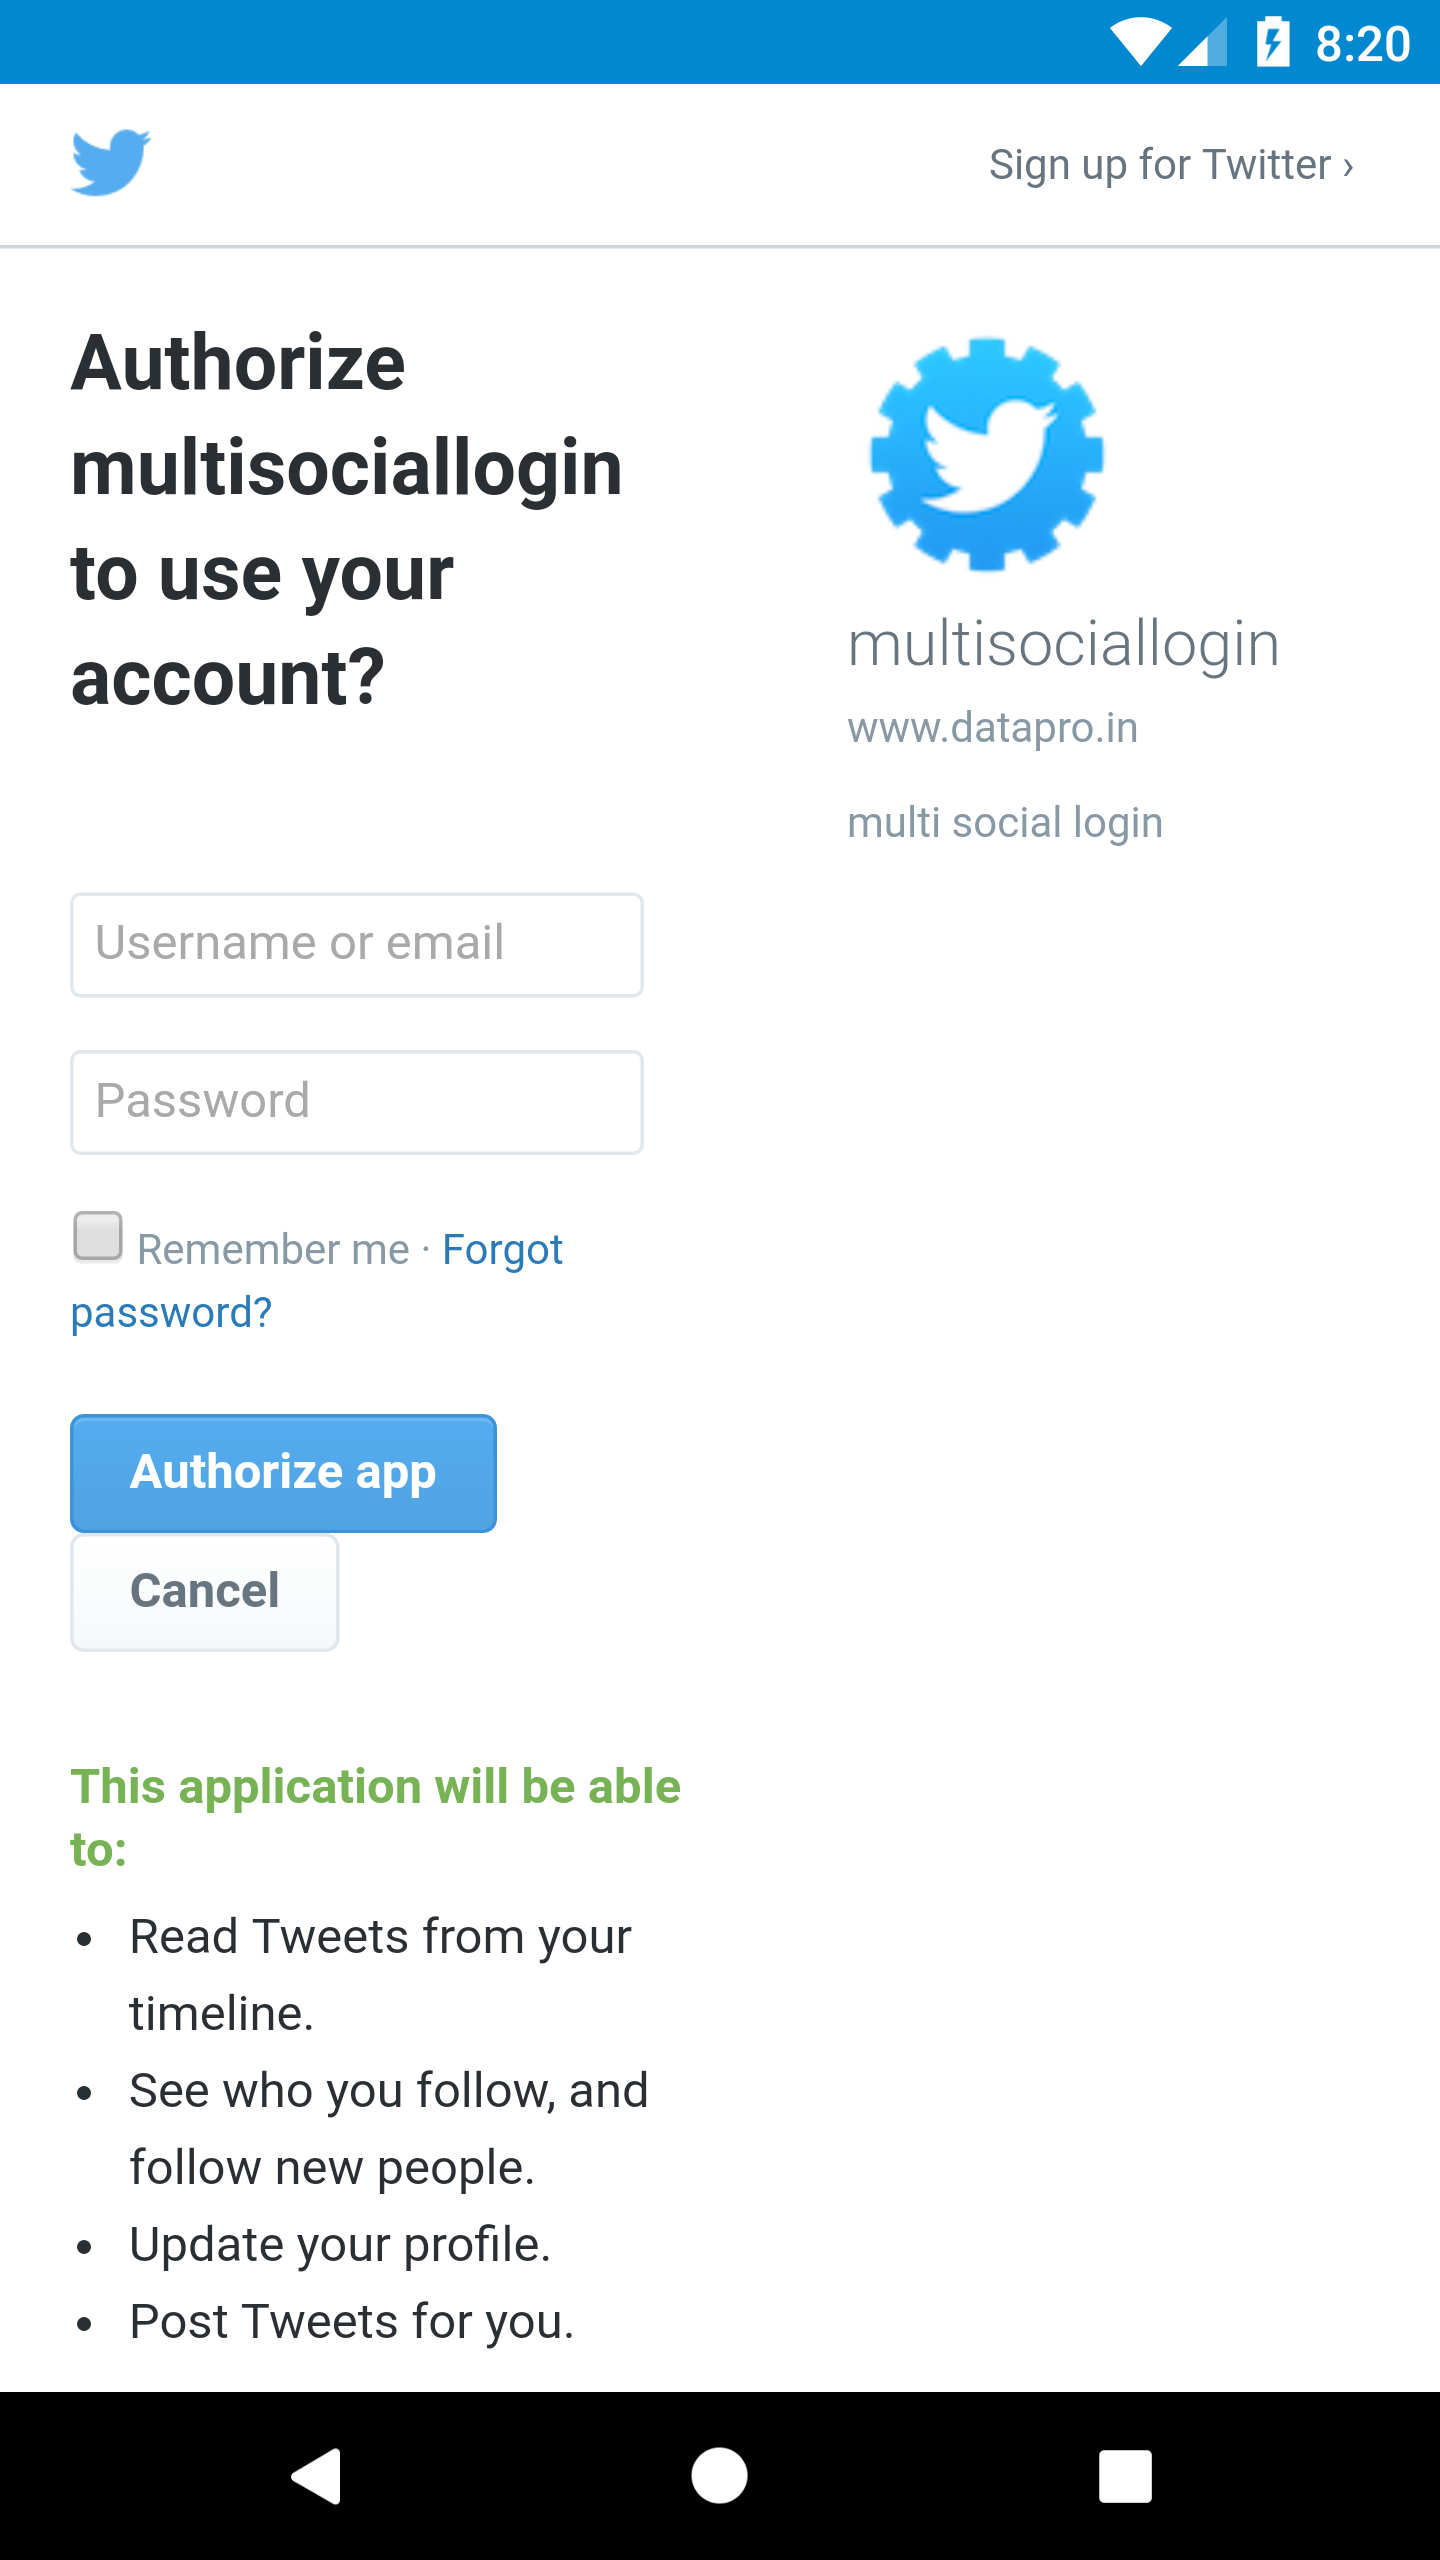 8:20
Sign up for Twitter ›
Authorize
multisociallogin
to use your
account?
multisociallogin
www.datapro.in
multi social login
Username or email
Password
Remember me · Forgot
password?
Authorize app
Cancel
This application will be able
to:
• Read Tweets from your
timeline.
• See who you follow, and
follow new people.
• Update your profile.
• Post Tweets for you.